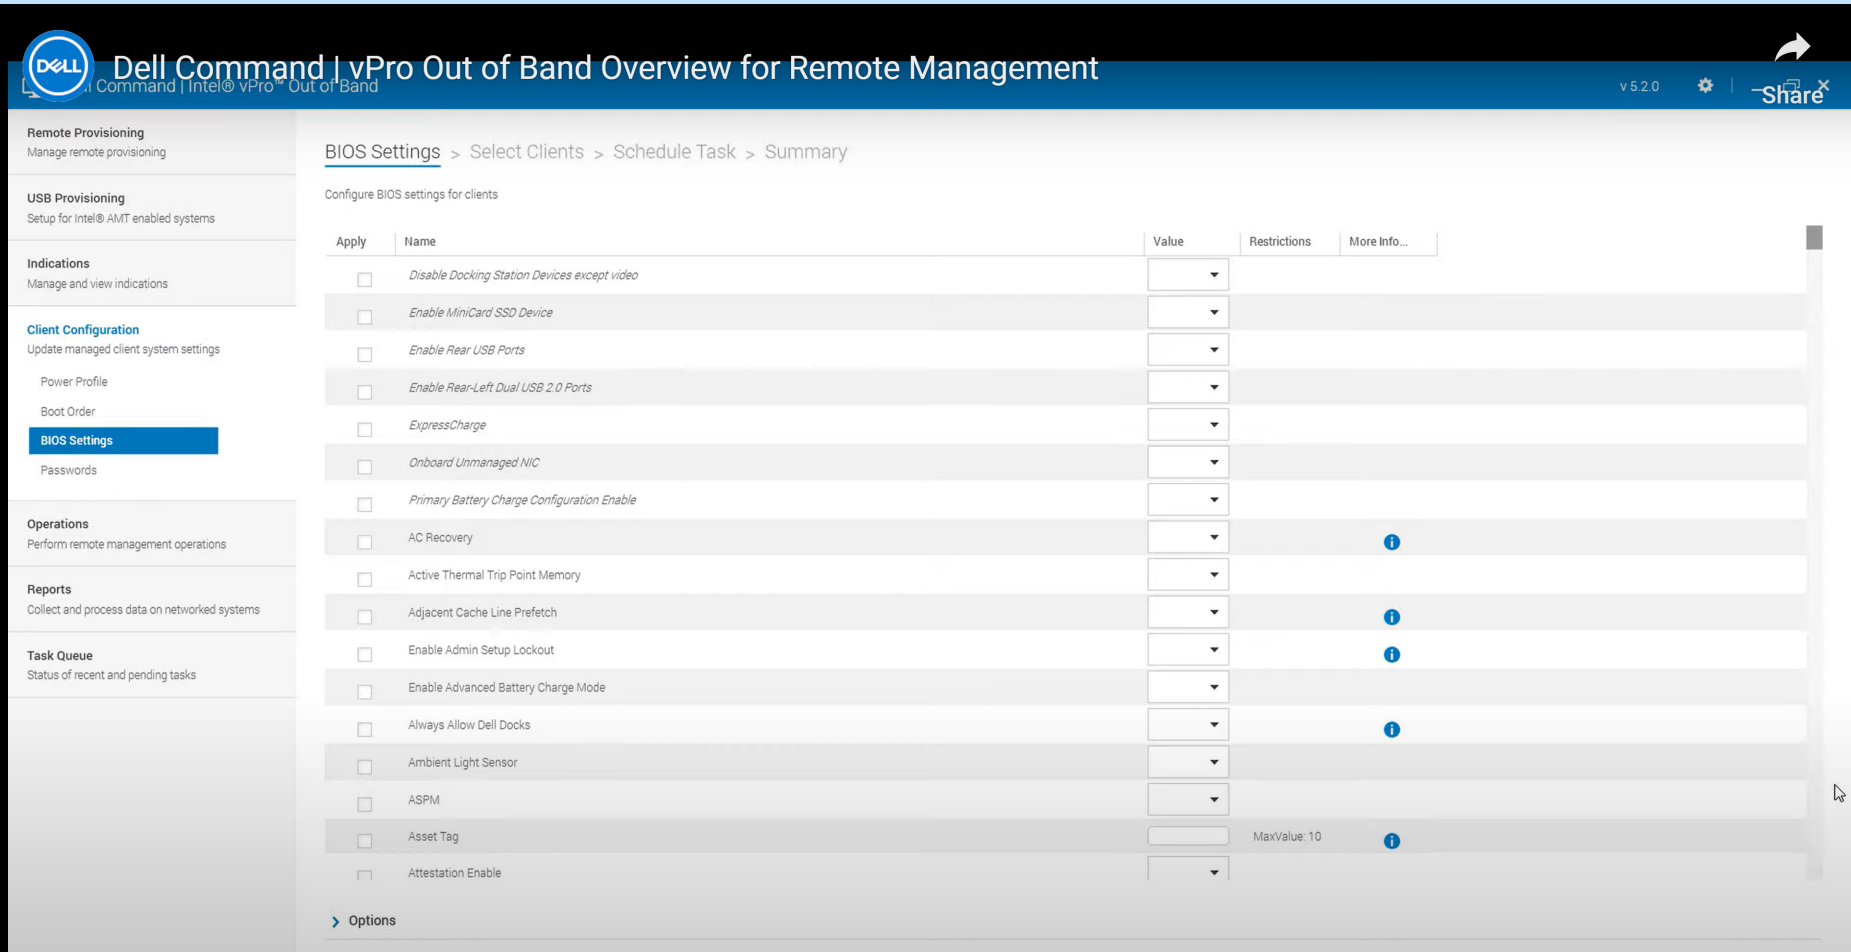 DELL
Dell Command | vPro Out of Band Overview for Remote Management
Command | Intel® vPro™ Out of Band
v 5.2.0
Share
Remote Provisioning
Manage remote provisioning
USB Provisioning
Setup for Intel® AMT enabled systems
Indications
Manage and view indications
Client Configuration
Update managed client system settings
Power Profile
Boot Order
BIOS Settings
Passwords
Operations
Perform remote management operations
Reports
Collect and process data on networked systems
Task Queue
Status of recent and pending tasks
BIOS Settings > Select Clients > Schedule Task > Summary
Configure BIOS settings for clients
Apply Name Value Restrictions More Info...
Disable Docking Station Devices except video
Enable MiniCard SSD Device
Enable Rear USB Ports
Enable Rear-Left Dual USB 2.0 Ports
ExpressCharge
Onboard Unmanaged NIC
Primary Battery Charge Configuration Enable
AC Recovery
Active Thermal Trip Point Memory
Adjacent Cache Line Prefetch
Enable Admin Setup Lockout
Enable Advanced Battery Charge Mode
Always Allow Dell Docks
Ambient Light Sensor
ASPM
Asset Tag MaxValue: 10
Attestation Enable
Options